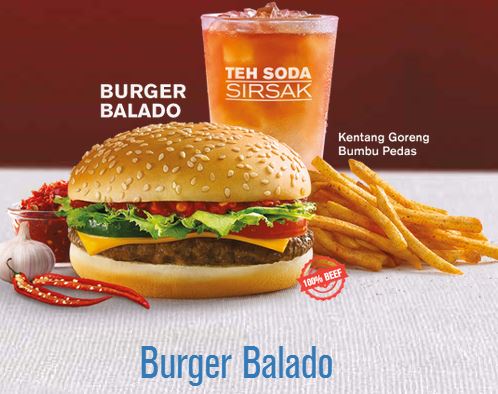 TEH SODA
SIRSAK
BURGER
BALADO
Kentang Goreng
Bumbu Pedas
100% BEEF
Burger Balado